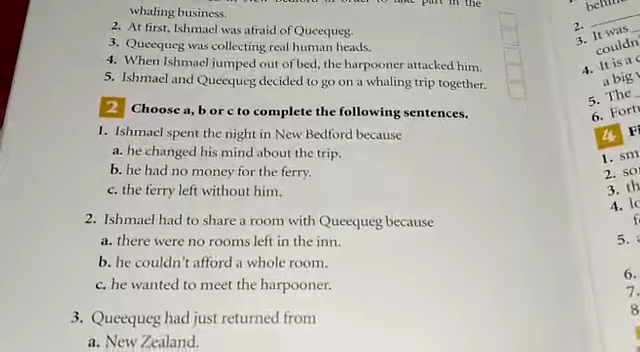 part in the
whaling business.
2. At first, Ishmael was afraid of Queequeg.
3. Queequeg was collecting real human heads.
4. When Ishmael jumped out of bed, the harpooner attacked him.
5. Ishmael and Queequeg decided to go on a whaling trip together.
2 Choose a, b or c to complete the following sentences.
1. Ishmael spent the night in New Bedford because
a. he changed his mind about the trip.
b. he had no money for the ferry.
c. the ferry left without him.
2. Ishmael had to share a room with Queequeg because
a. there were no rooms left in the inn.
b. he couldn't afford a whole room.
c. he wanted to meet the harpooner.
3. Queequeg had just returned from
a. New Zealand.
2.
3. It was
couldn
4. It is a
a big
5. The
6. Fort
4 Fi
1. sm
2. so
3. th
4. lo
5.
6.
7.
8